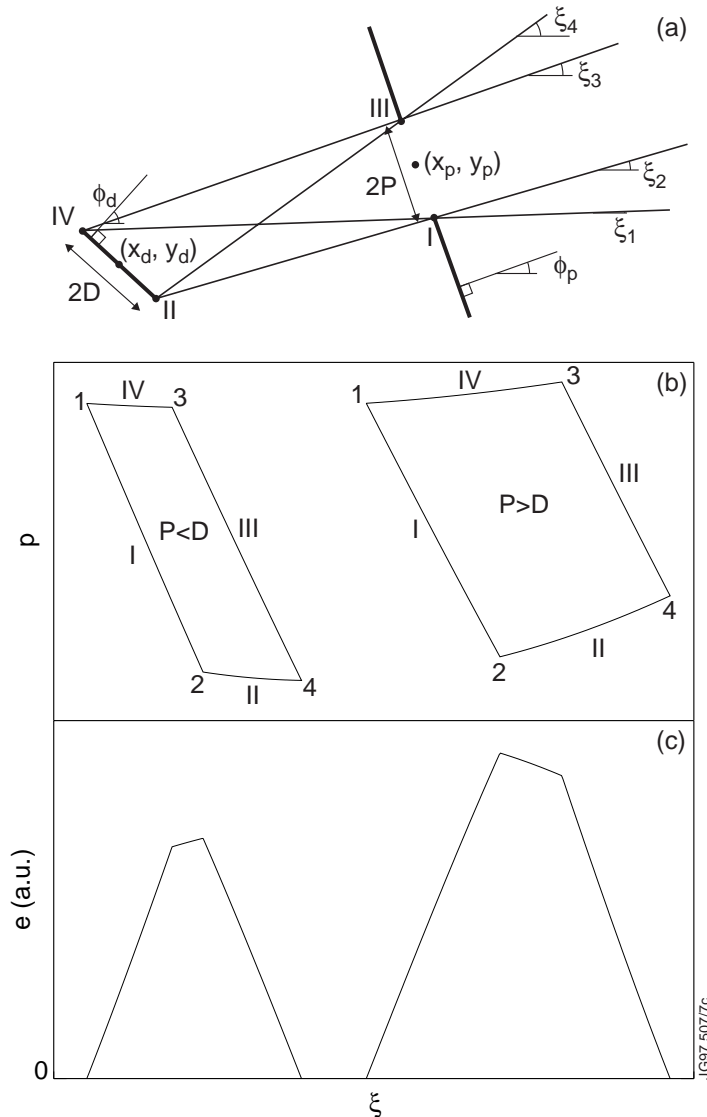 (a)
ξ4
III
ξ3
(xp, yp)
2P
ξ2
ϕd
IV
(xd, yd)
I
ξ1
2D
II
ϕp
(b)
IV
1
3
IV
1
3
III
P>D
P<D
III
I
I
p
4
2
II
4
2
II
(c)
e (a.u.)
0
ξ
JG97.507/7c